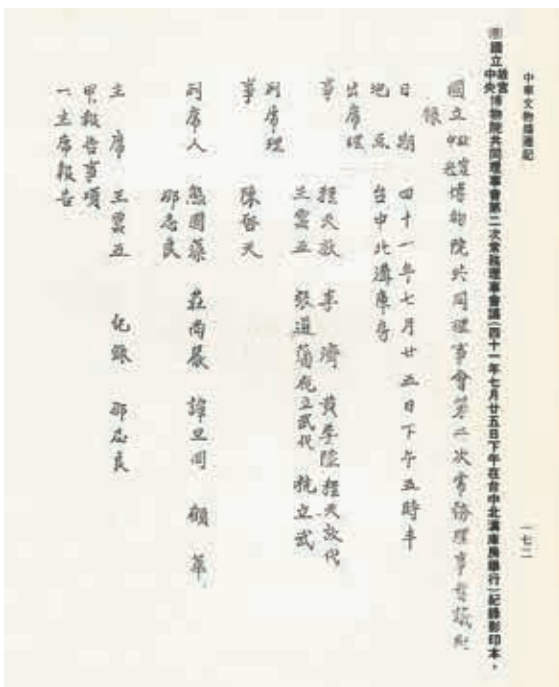 中華文物播遷記
一七二
國立故宮中央博物院共同理事會第二次常務理事會議(四十一年七月廿五日下午在台中北溝庫房舉行)紀錄影印本。
國立故宮中央博物院共同理事會第二次常務理事會議紀
錄
日期 四十一年七月廿五日下午五時半
地點 台中北溝庫房
出席理
事 程天放 李濟 黃季陸程天放代
王雲五 張道藩杭立武代 杭立武
列席理
事 陳啓天
列席人 熊國藻 莊尚嚴 譚旦冏 顧華
邵志良
主席 王雲五 紀錄 邵志良
甲報告事項
一主席報告